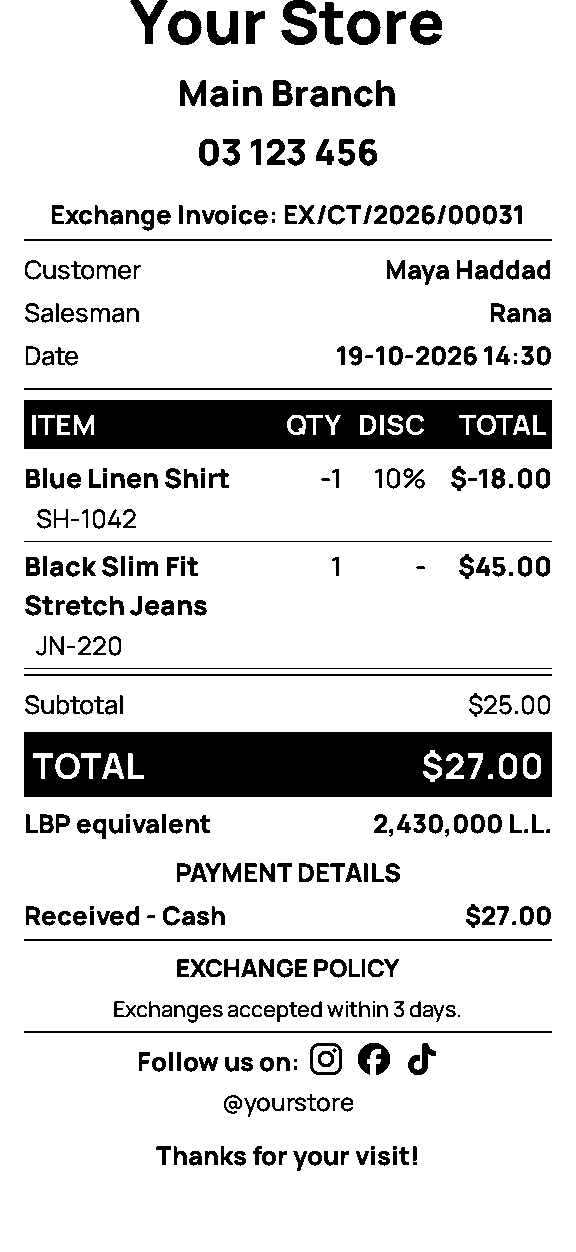 Your Store
Main Branch
03 123 456
Exchange Invoice: EX/CT/2026/00031
Customer Maya Haddad
Salesman Rana
Date 19-10-2026 14:30
ITEM QTY DISC TOTAL
Blue Linen Shirt -1 10% $-18.00
SH-1042
Black Slim Fit 1 - $45.00
Stretch Jeans
JN-220
Subtotal $25.00
TOTAL $27.00
LBP equivalent 2,430,000 L.L.
PAYMENT DETAILS
Received - Cash $27.00
EXCHANGE POLICY
Exchanges accepted within 3 days.
Follow us on:
@yourstore
Thanks for your visit!